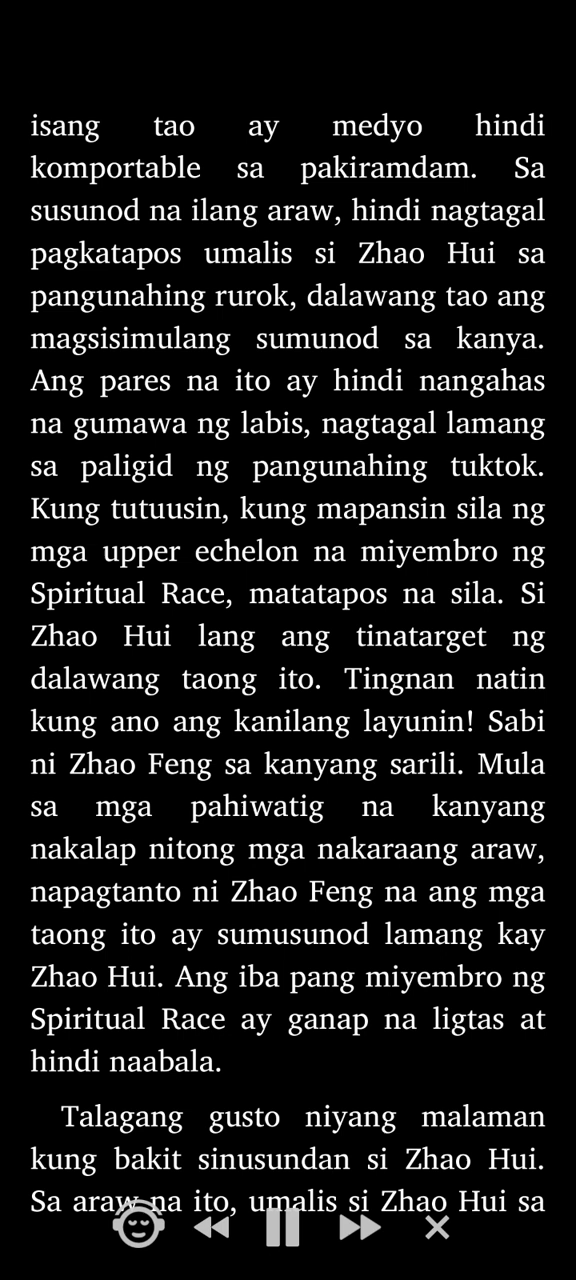 isang tao ay medyo hindi
komportable sa pakiramdam. Sa
susunod na ilang araw, hindi nagtagal
pagkatapos umalis si Zhao Hui sa
pangunahing rurok, dalawang tao ang
magsisimulang sumunod sa kanya.
Ang pares na ito ay hindi nangahas
na gumawa ng labis, nagtagal lamang
sa paligid ng pangunahing tuktok.
Kung tutuusin, kung mapansin sila ng
mga upper echelon na miyembro ng
Spiritual Race, matatapos na sila. Si
Zhao Hui lang ang tinatarget ng
dalawang taong ito. Tingnan natin
kung ano ang kanilang layunin! Sabi
ni Zhao Feng sa kanyang sarili. Mula
sa mga pahiwatig na kanyang
nakalap nitong mga nakaraang araw,
napagtanto ni Zhao Feng na ang mga
taong ito ay sumusunod lamang kay
Zhao Hui. Ang iba pang miyembro ng
Spiritual Race ay ganap na ligtas at
hindi naabala.
Talagang gusto niyang malaman
kung bakit sinusundan si Zhao Hui.
Sa araw na ito, umalis si Zhao Hui sa